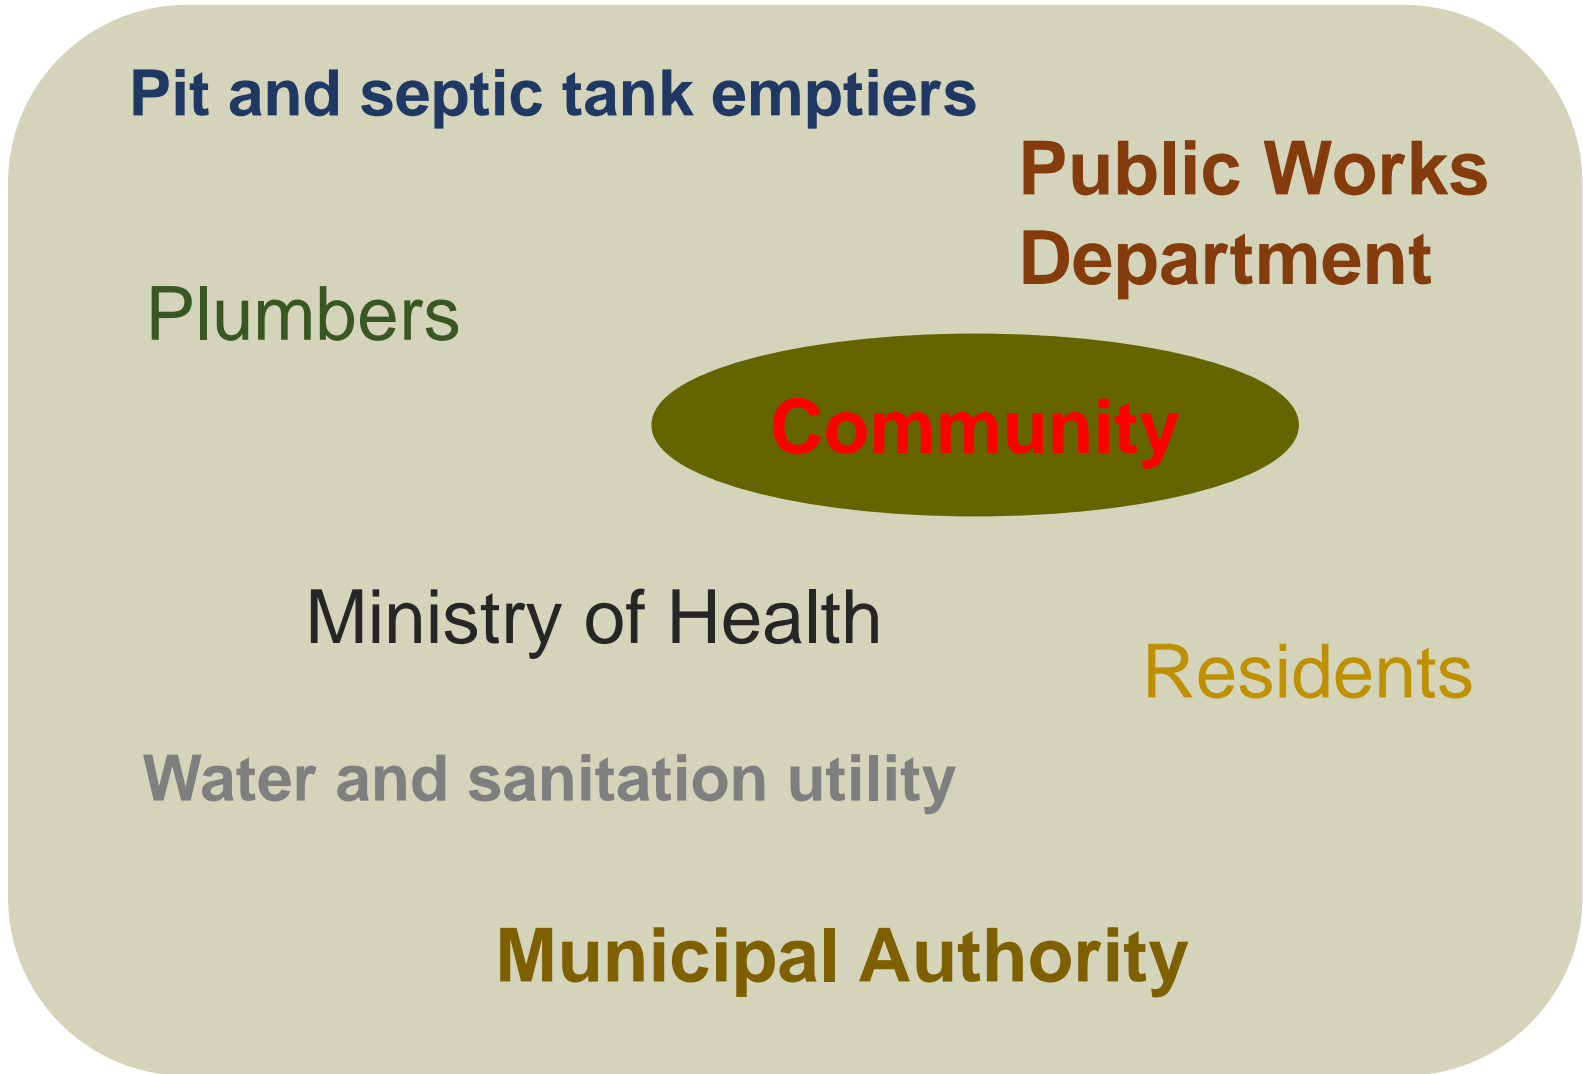 Pit and septic tank emptiers
Public Works
Department
Plumbers
Community
Ministry of Health
Residents
Water and sanitation utility
Municipal Authority